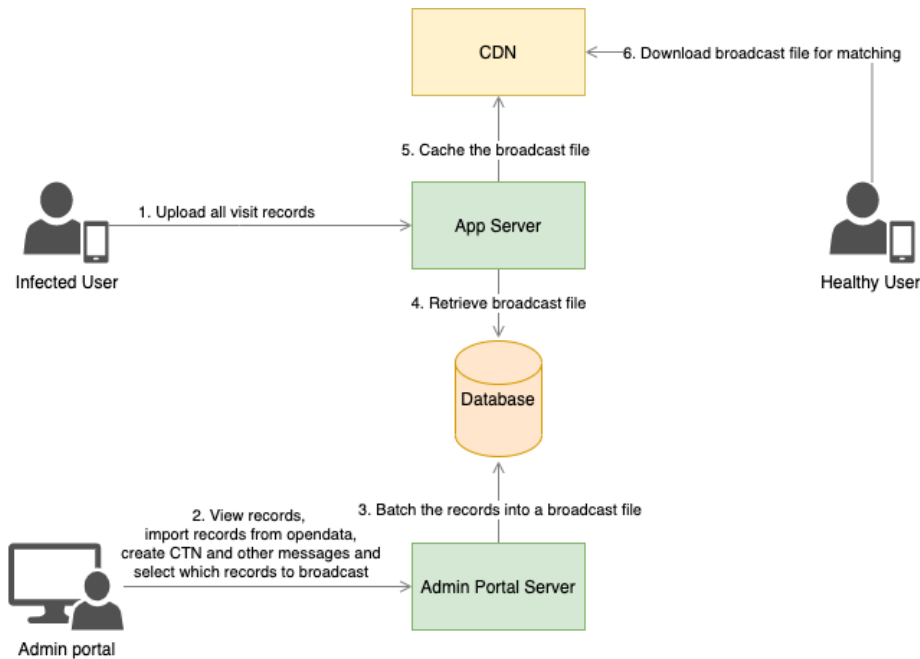 CDN
6. Download broadcast file for matching
5. Cache the broadcast file
1. Upload all visit records
App Server
Infected User
Healthy User
4. Retrieve broadcast file
Database
2. View records,
import records from opendata,
create CTN and other messages and
select which records to broadcast
3. Batch the records into a broadcast file
Admin Portal Server
Admin portal